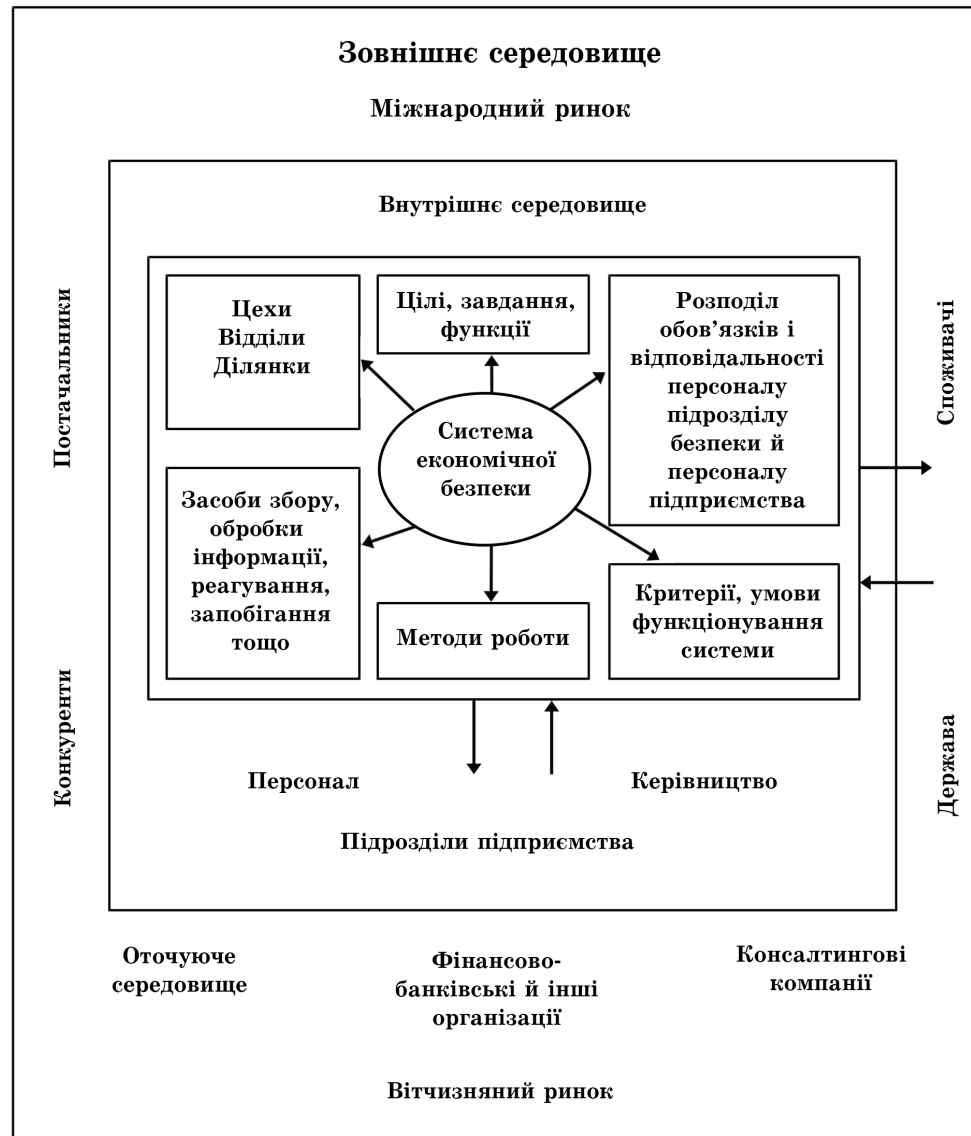 Зовнішнє середовище
Міжнародний ринок
Внутрішнє середовище
Постачальники
Конкуренти
Цехи
Відділи
Ділянки
Цілі, завдання,
функції
Розподіл
обов’язків і
відповідальності
персоналу
підрозділу
безпеки й
персоналу
підприємства
Система
економічної
безпеки
Засоби збору,
обробки
інформації,
реагування,
запобігання
тощо
Методи роботи
Критерії, умови
функціонування
системи
Споживачі
Держава
Персонал
Керівництво
Підрозділи підприємства
Оточуюче
середовище
Фінансово-
банківські й інші
організації
Консалтингові
компанії
Вітчизняний ринок